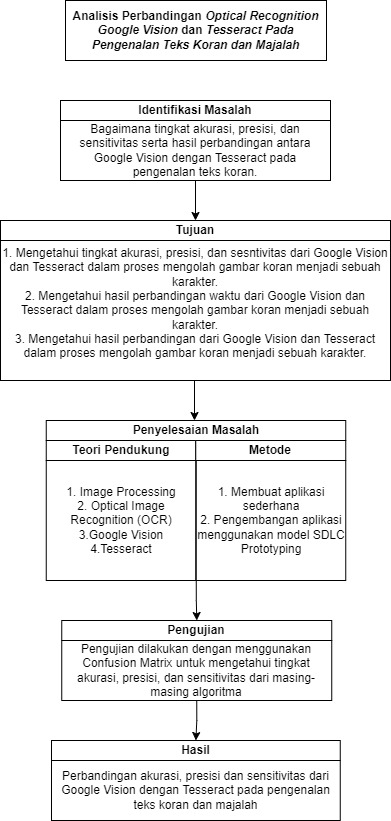 Analisis Perbandingan Optical Recognition
Google Vision dan Tesseract Pada
Pengenalan Teks Koran dan Majalah
Identifikasi Masalah
Bagaimana tingkat akurasi, presisi, dan
sensitivitas serta hasil perbandingan antara
Google Vision dengan Tesseract pada
pengenalan teks koran.
Tujuan
1. Mengetahui tingkat akurasi, presisi, dan sesntivitas dari Google Vision
dan Tesseract dalam proses mengolah gambar koran menjadi sebuah
karakter.
2. Mengetahui hasil perbandingan waktu dari Google Vision dan
Tesseract dalam proses mengolah gambar koran menjadi sebuah
karakter.
3. Mengetahui hasil perbandingan dari Google Vision dan Tesseract
dalam proses mengolah gambar koran menjadi sebuah karakter.
Penyelesaian Masalah
Teori Pendukung
1. Image Processing
2. Optical Image
Recognition (OCR)
3.Google Vision
4.Tesseract
Metode
1. Membuat aplikasi
sederhana
2. Pengembangan aplikasi
menggunakan model SDLC
Prototyping
Pengujian
Pengujian dilakukan dengan menggunakan
Confusion Matrix untuk mengetahui tingkat
akurasi, presisi, dan sensitivitas dari masing-
masing algoritma
Hasil
Perbandingan akurasi, presisi dan sensitivitas dari
Google Vision dengan Tesseract pada pengenalan
teks koran dan majalah